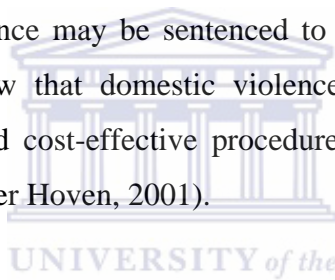 nce may be sentenced to
w that domestic violence
d cost-effective procedure
er Hoven, 2001).
UNIVERSITY of the